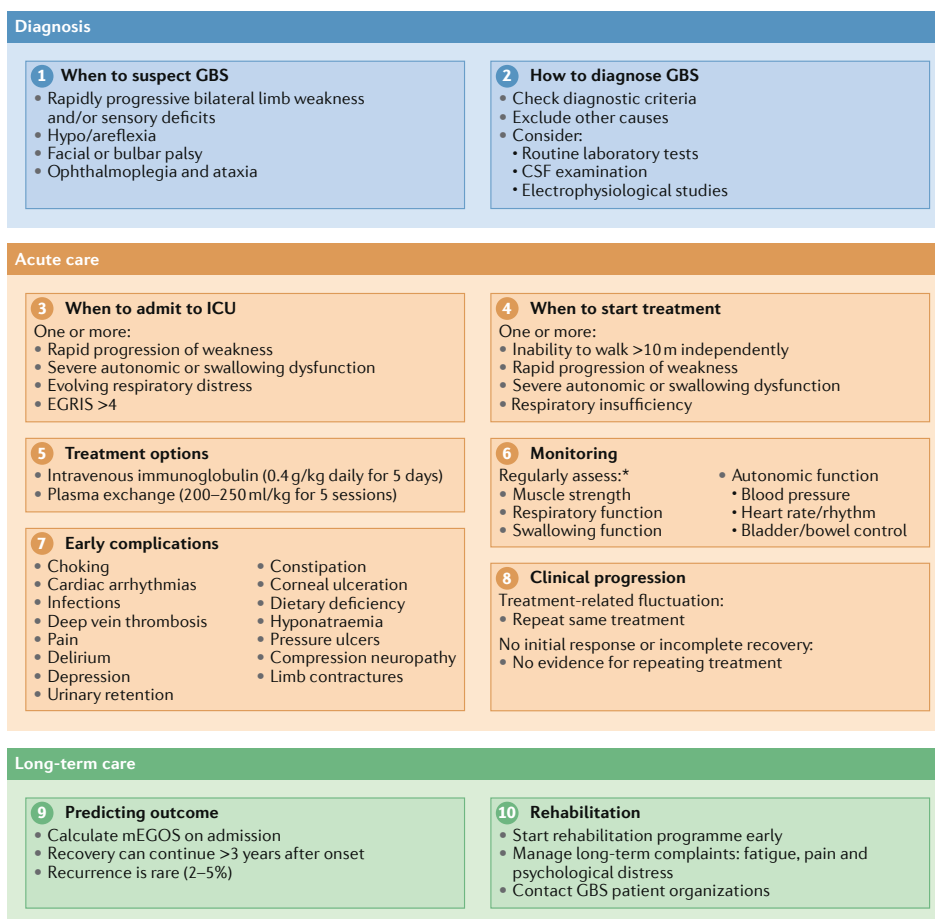 Diagnosis
1 When to suspect GBS
• Rapidly progressive bilateral limb weakness
and/or sensory deficits
• Hypo/areflexia
• Facial or bulbar palsy
• Ophthalmoplegia and ataxia
2 How to diagnose GBS
• Check diagnostic criteria
• Exclude other causes
• Consider:
• Routine laboratory tests
• CSF examination
• Electrophysiological studies
Acute care
3 When to admit to ICU
One or more:
• Rapid progression of weakness
• Severe autonomic or swallowing dysfunction
• Evolving respiratory distress
• EGRIS >4
4 When to start treatment
One or more:
• Inability to walk >10 m independently
• Rapid progression of weakness
• Severe autonomic or swallowing dysfunction
• Respiratory insufficiency
5 Treatment options
• Intravenous immunoglobulin (0.4 g/kg daily for 5 days)
• Plasma exchange (200–250 ml/kg for 5 sessions)
6 Monitoring
Regularly assess:*
• Muscle strength
• Respiratory function
• Swallowing function
• Autonomic function
• Blood pressure
• Heart rate/rhythm
• Bladder/bowel control
7 Early complications
• Choking
• Cardiac arrhythmias
• Infections
• Deep vein thrombosis
• Pain
• Delirium
• Depression
• Urinary retention
• Constipation
• Corneal ulceration
• Dietary deficiency
• Hyponatraemia
• Pressure ulcers
• Compression neuropathy
• Limb contractures
8 Clinical progression
Treatment-related fluctuation:
• Repeat same treatment
No initial response or incomplete recovery:
• No evidence for repeating treatment
Long-term care
9 Predicting outcome
• Calculate mEGOS on admission
• Recovery can continue >3 years after onset
• Recurrence is rare (2–5%)
10 Rehabilitation
• Start rehabilitation programme early
• Manage long-term complaints: fatigue, pain and
psychological distress
• Contact GBS patient organizations